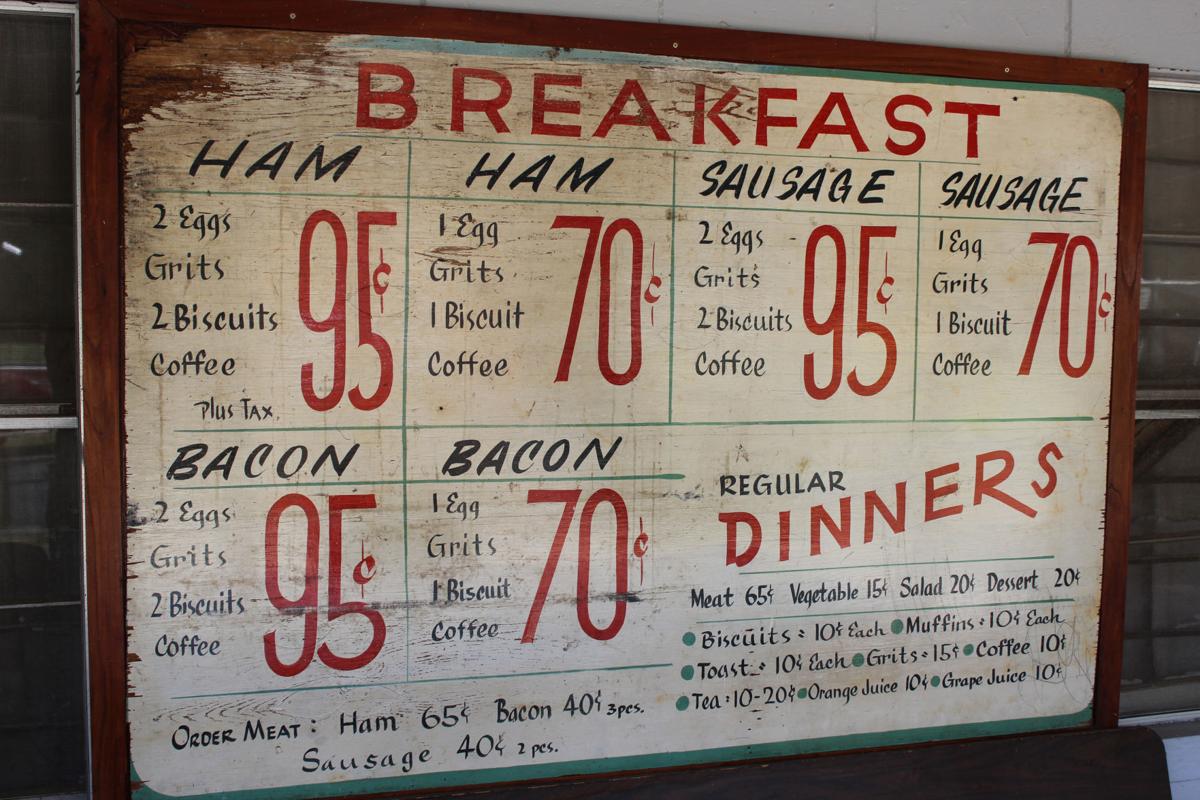 BREAKFAST
HAM
2 Eggs
Grits
2 Biscuits
Coffee
95¢
Plus Tax
HAM
1 Egg
Grits
1 Biscuit
Coffee
70¢
SAUSAGE
2 Eggs
Grits
2 Biscuits
Coffee
95¢
SAUSAGE
1 Egg
Grits
1 Biscuit
Coffee
70¢
BACON
2 Eggs
Grits
2 Biscuits
Coffee
95¢
BACON
1 Egg
Grits
1 Biscuit
Coffee
70¢
REGULAR
DINNERS
Meat 65¢ Vegetable 15¢ Salad 20¢ Dessert 20¢
• Biscuits : 10¢ Each • Muffins : 10¢ Each
• Toast : 10¢ Each • Grits : 15¢ • Coffee 10¢
• Tea : 10-20¢ • Orange Juice 10¢ • Grape Juice 10¢
ORDER MEAT : Ham 65¢ Bacon 40¢ 3 pcs.
Sausage 40¢ 2 pcs.